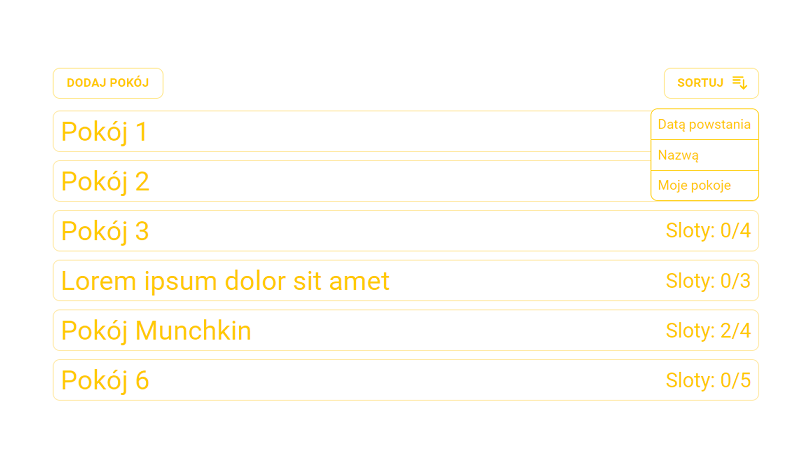 DODAJ POKÓJ
SORTUJ
Pokój 1
Datą powstania
Nazwą
Pokój 2
Moje pokoje
Pokój 3
Sloty: 0/4
Lorem ipsum dolor sit amet
Sloty: 0/3
Pokój Munchkin
Sloty: 2/4
Pokój 6
Sloty: 0/5